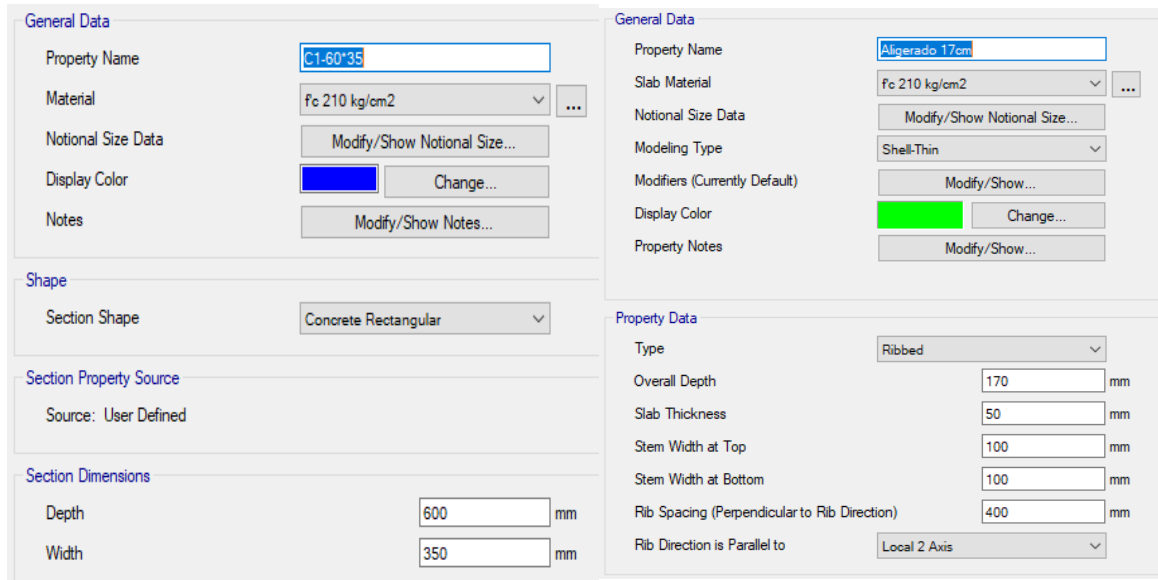 General Data
Property Name C1-60*35
Material f'c 210 kg/cm2 ...
Notional Size Data Modify/Show Notional Size...
Display Color Change...
Notes Modify/Show Notes...
Shape
Section Shape Concrete Rectangular
Section Property Source
Source: User Defined
Section Dimensions
Depth 600 mm
Width 350 mm
General Data
Property Name Aligerado 17cm
Slab Material f'c 210 kg/cm2 ...
Notional Size Data Modify/Show Notional Size...
Modeling Type Shell-Thin
Modifiers (Currently Default) Modify/Show...
Display Color Change...
Property Notes Modify/Show...
Property Data
Type Ribbed
Overall Depth 170 mm
Slab Thickness 50 mm
Stem Width at Top 100 mm
Stem Width at Bottom 100 mm
Rib Spacing (Perpendicular to Rib Direction) 400 mm
Rib Direction is Parallel to Local 2 Axis